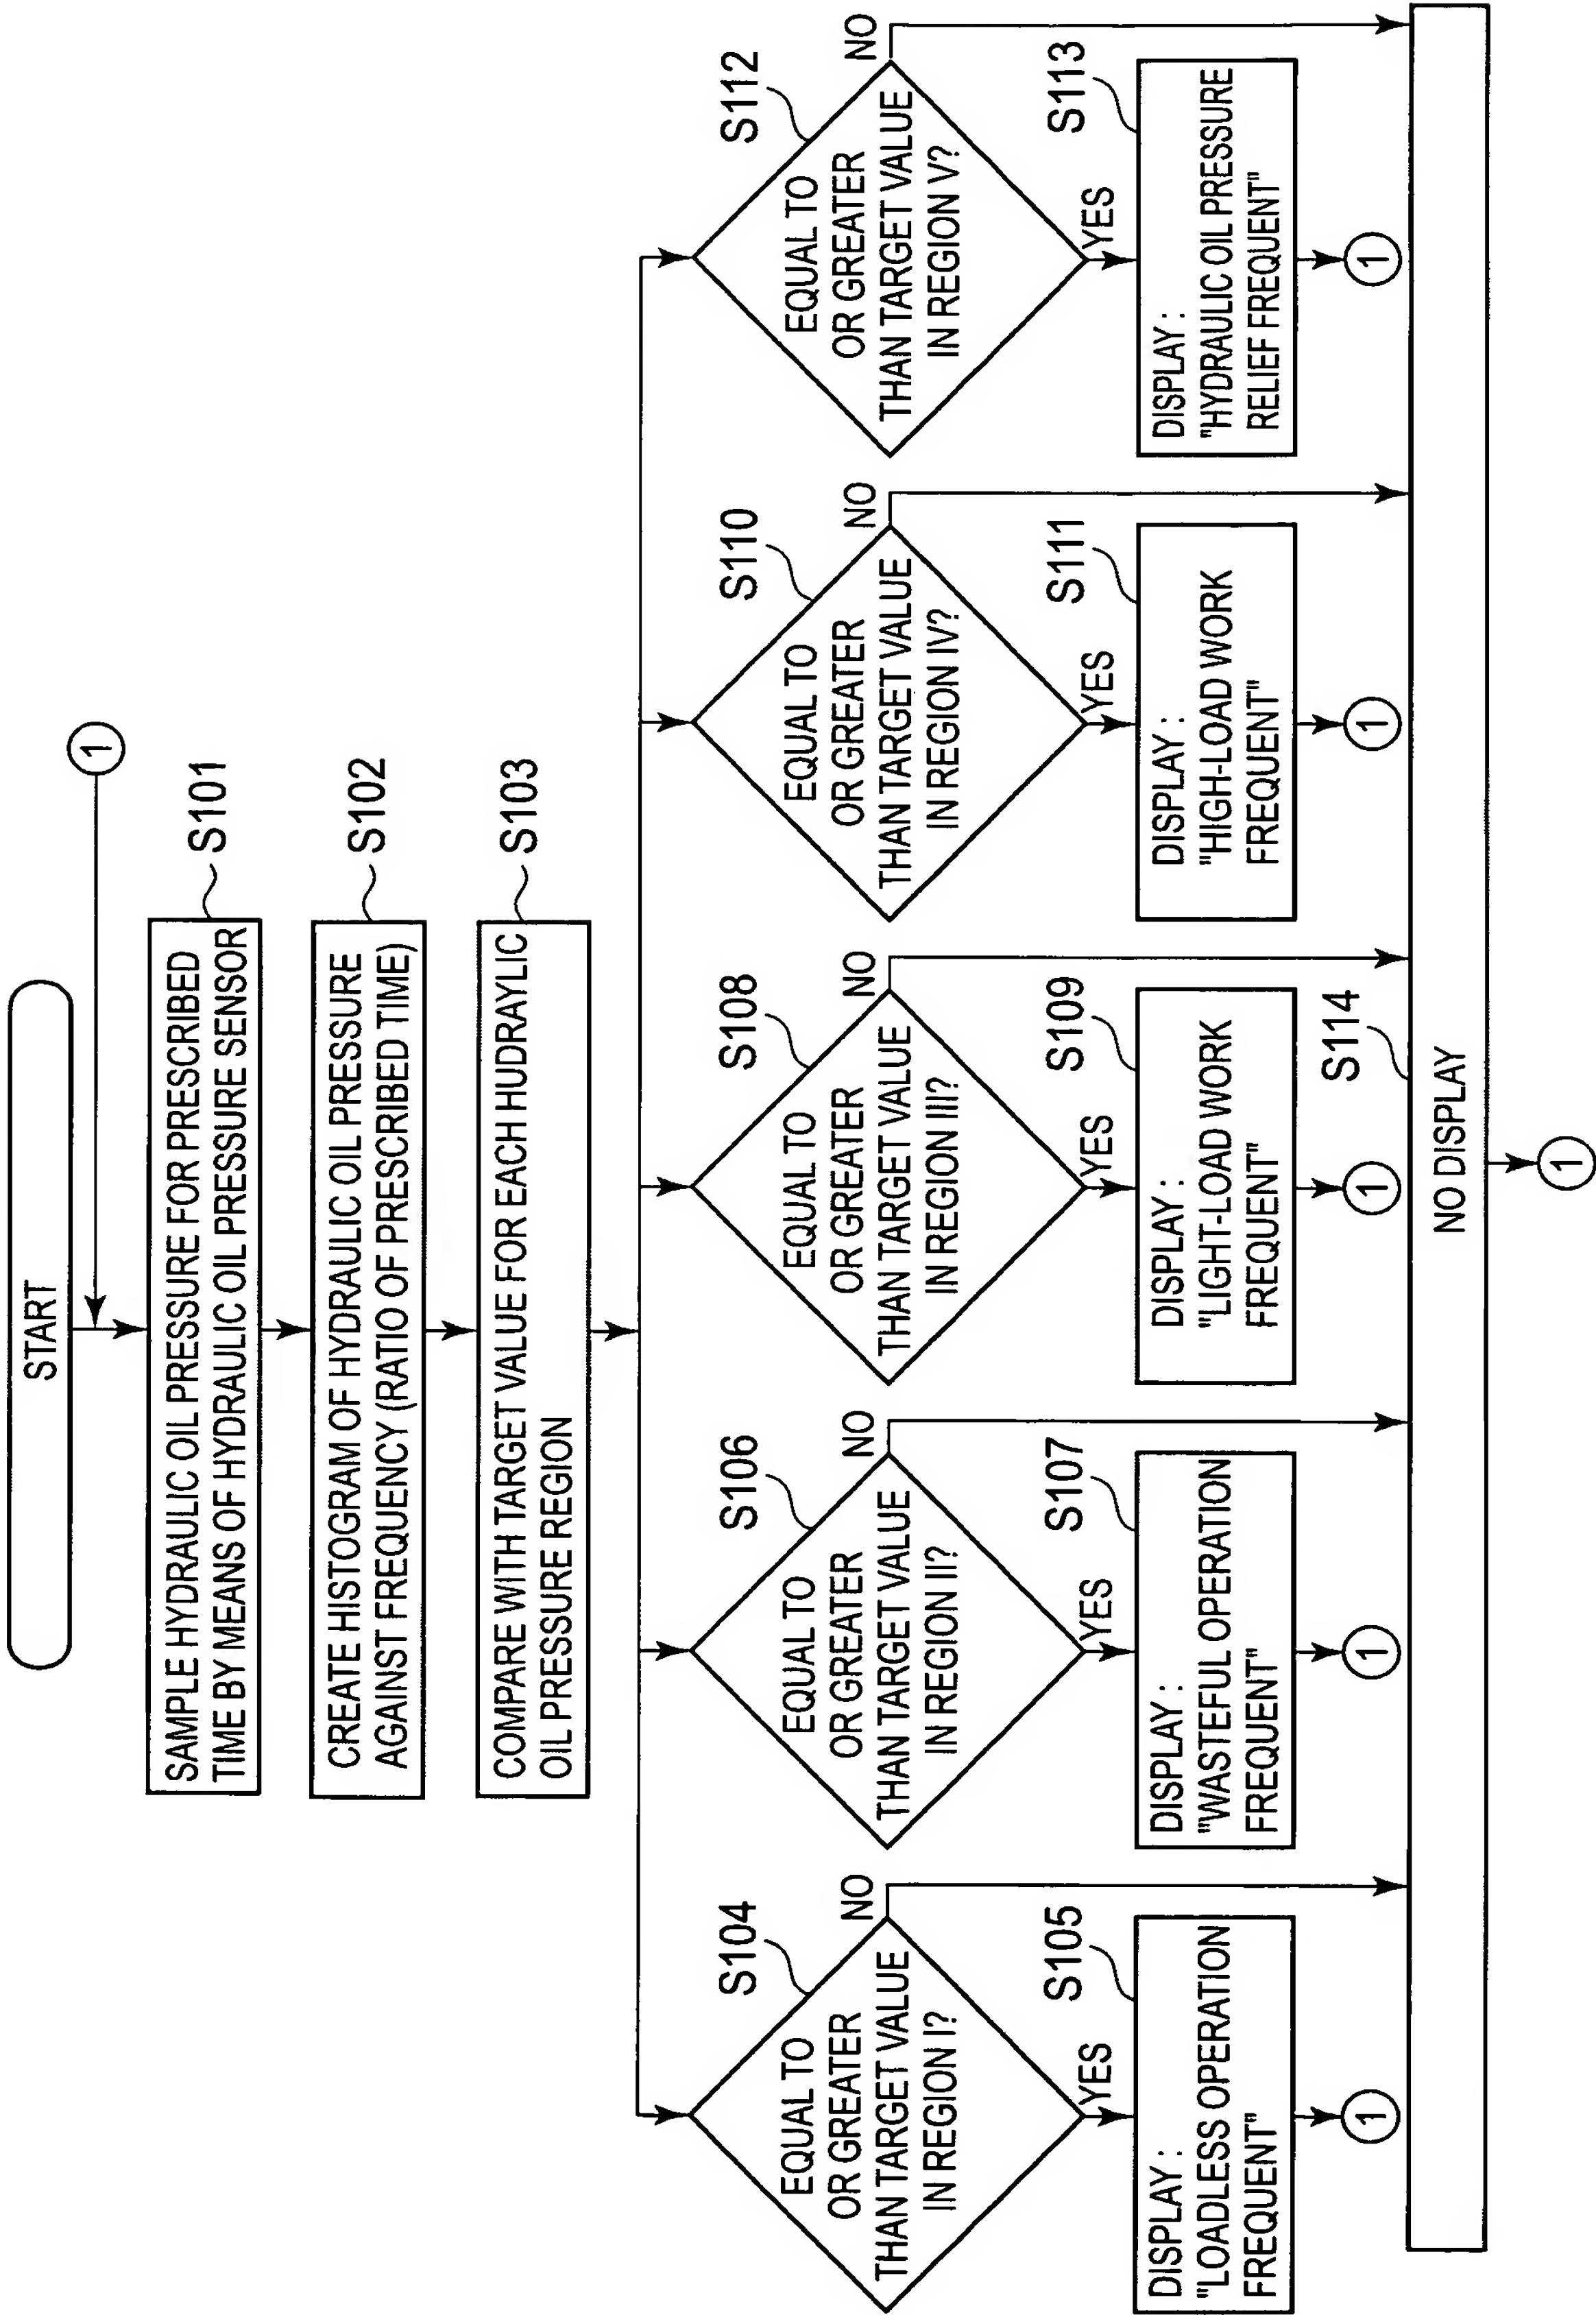 START
1
SAMPLE HYDRAULIC OIL PRESSURE FOR PRESCRIBED
TIME BY MEANS OF HYDRAULIC OIL PRESSURE SENSOR
S101
CREATE HISTOGRAM OF HYDRAULIC OIL PRESSURE
AGAINST FREQUENCY (RATIO OF PRESCRIBED TIME)
S102
COMPARE WITH TARGET VALUE FOR EACH HUDRAYLIC
OIL PRESSURE REGION
S103
S104
EQUAL TO
OR GREATER
THAN TARGET VALUE
IN REGION I?
NO
YES
S105
DISPLAY :
"LOADLESS OPERATION
FREQUENT"
1
S106
EQUAL TO
OR GREATER
THAN TARGET VALUE
IN REGION II?
NO
YES
S107
DISPLAY :
"WASTEFUL OPERATION
FREQUENT"
1
S108
EQUAL TO
OR GREATER
THAN TARGET VALUE
IN REGION III?
NO
YES
S109
DISPLAY :
"LIGHT-LOAD WORK
FREQUENT"
1
S110
EQUAL TO
OR GREATER
THAN TARGET VALUE
IN REGION IV?
NO
YES
S111
DISPLAY :
"HIGH-LOAD WORK
FREQUENT"
1
S112
EQUAL TO
OR GREATER
THAN TARGET VALUE
IN REGION V?
NO
YES
S113
DISPLAY :
"HYDRAULIC OIL PRESSURE
RELIEF FREQUENT"
1
S114
NO DISPLAY
1